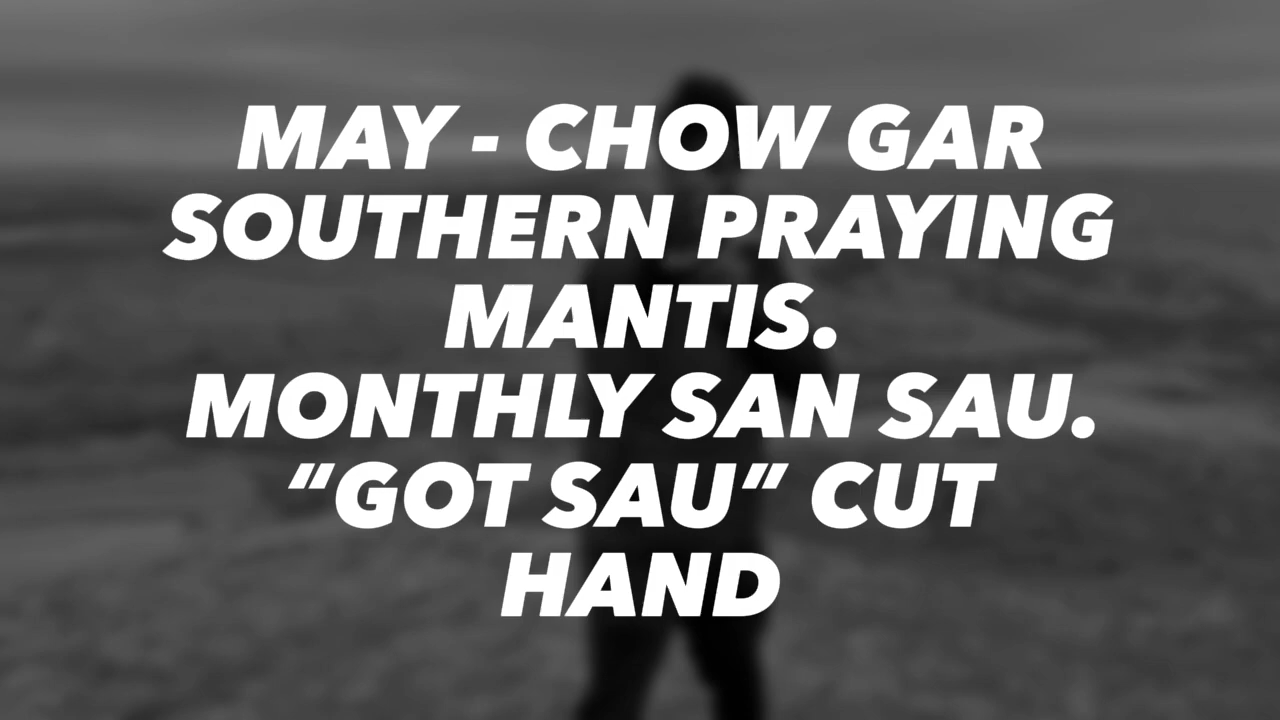 MAY - CHOW GAR
SOUTHERN PRAYING
MANTIS.
MONTHLY SAN SAU.
“GOT SAU” CUT
HAND